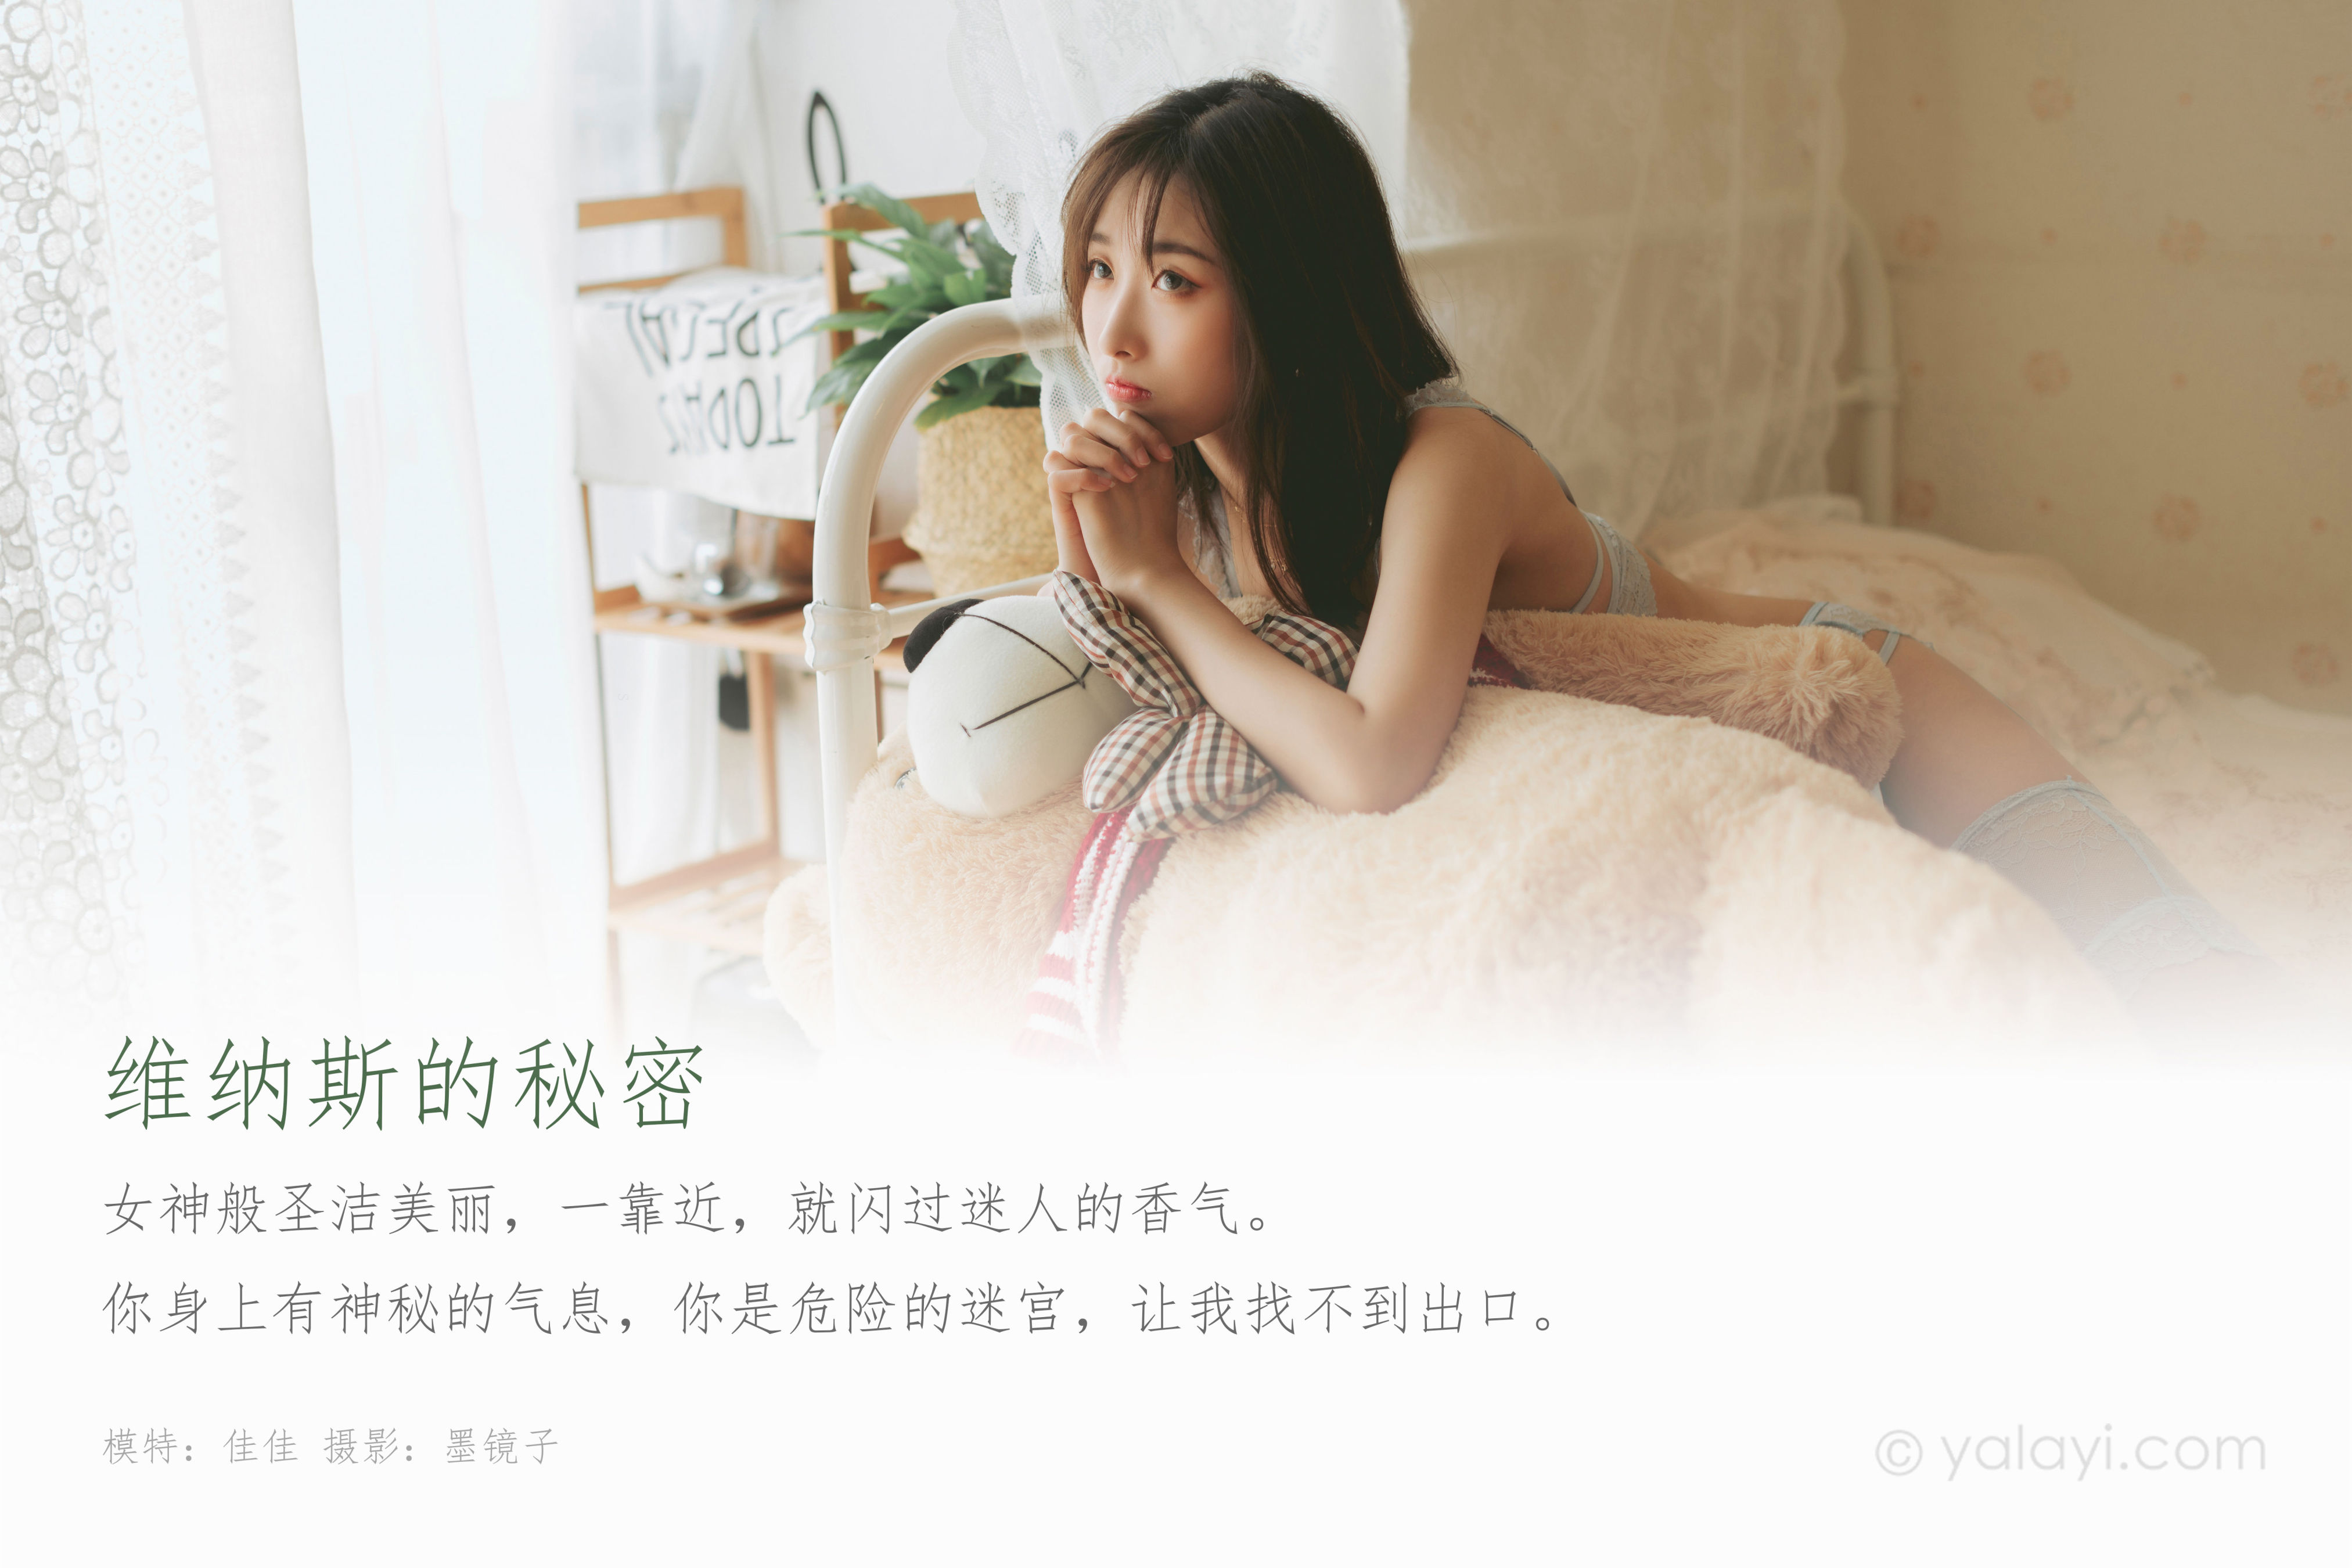 SPECIAL
TODAY
维纳斯的秘密
女神般圣洁美丽，一靠近，就闪过迷人的香气。
你身上有神秘的气息，你是危险的迷宫，让我找不到出口。
模特：佳佳 摄影：墨镜子
© yalayi.com